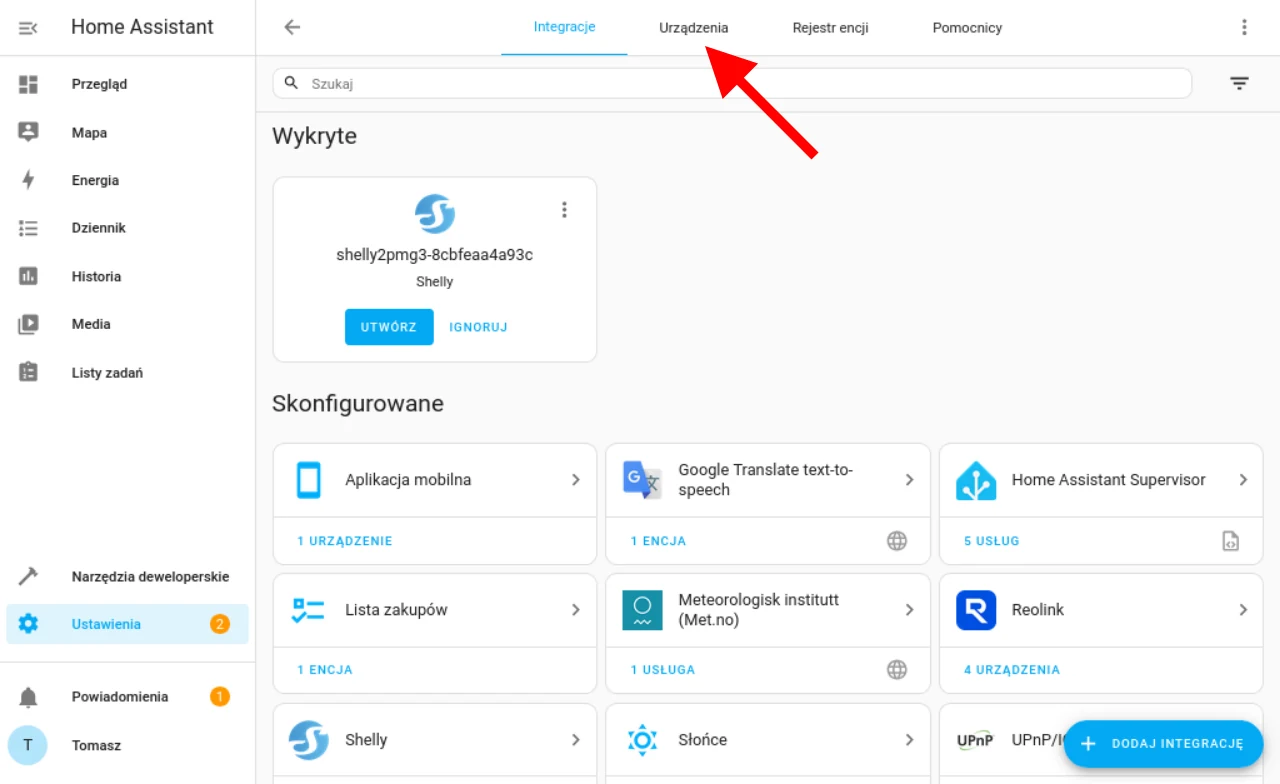 Home Assistant
Integracje
Urządzenia
Rejestr encji
Pomocnicy
Szukaj
Przegląd
Mapa
Energia
Dziennik
Historia
Media
Listy zadań
Narzędzia deweloperskie
Ustawienia 2
Powiadomienia 1
T Tomasz
Wykryte
shelly2pmg3-8cbfeaa4a93c
Shelly
UTWÓRZ IGNORUJ
Skonfigurowane
Aplikacja mobilna
1 URZĄDZENIE
G 文
Google Translate text-to-
speech
1 ENCJA
Home Assistant Supervisor
5 USŁUG
Lista zakupów
1 ENCJA
Meteorologisk institutt
(Met.no)
1 USŁUGA
Reolink
4 URZĄDZENIA
Shelly
Słońce
UPnP
UPnP/
DODAJ INTEGRACJĘ